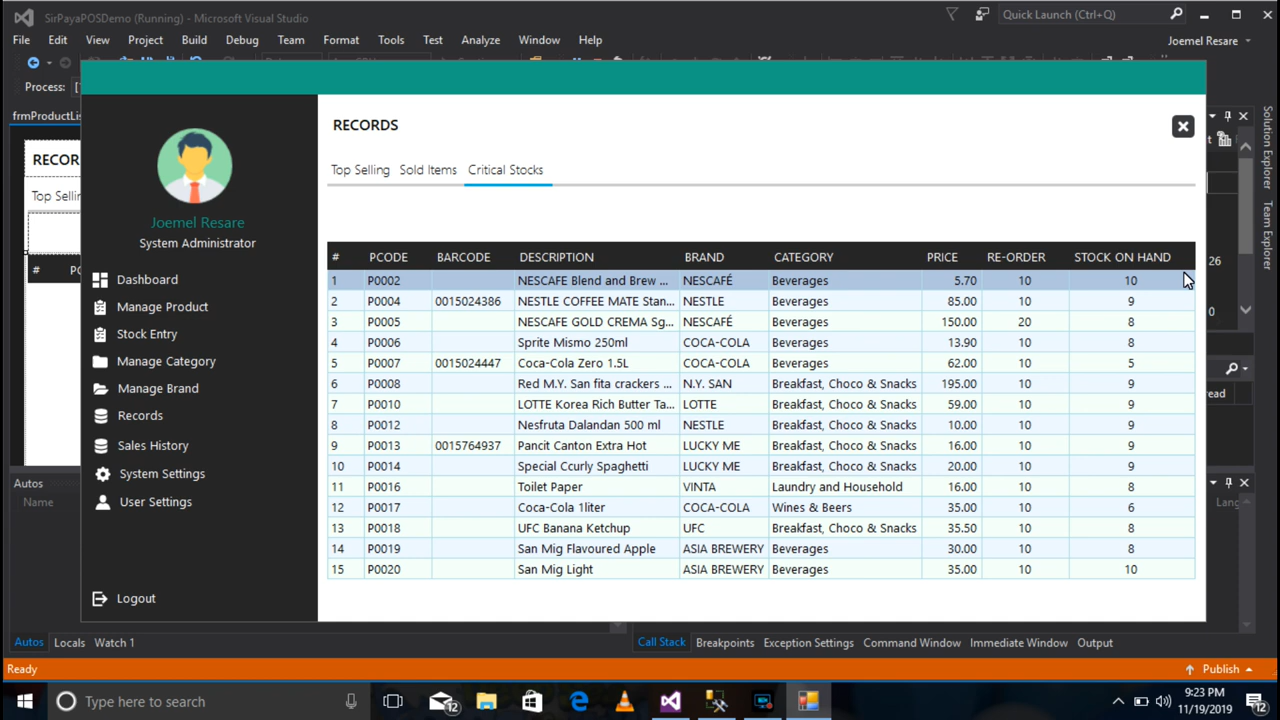 SirPayaPOSDemo (Running) - Microsoft Visual Studio
Quick Launch (Ctrl+Q)
File Edit View Project Build Debug Team Format Tools Test Analyze Window Help
Joemel Resare
Process:
frmProductLis
RECOR
Top Sellin
#
Solution Explorer
Team Explorer
26
0
Joemel Resare
System Administrator
Dashboard
Manage Product
Stock Entry
Manage Category
Manage Brand
Records
Sales History
System Settings
User Settings
Logout
RECORDS
Top Selling Sold Items Critical Stocks
# PCODE BARCODE DESCRIPTION BRAND CATEGORY PRICE RE-ORDER STOCK ON HAND
1 P0002 NESCAFE Blend and Brew ... NESCAFÉ Beverages 5.70 10 10
2 P0004 0015024386 NESTLE COFFEE MATE Stan... NESTLE Beverages 85.00 10 9
3 P0005 NESCAFE GOLD CREMA Sg... NESCAFÉ Beverages 150.00 20 8
4 P0006 Sprite Mismo 250ml COCA-COLA Beverages 13.90 10 8
5 P0007 0015024447 Coca-Cola Zero 1.5L COCA-COLA Beverages 62.00 10 5
6 P0008 Red M.Y. San fita crackers ... N.Y. SAN Breakfast, Choco & Snacks 195.00 10 9
7 P0010 LOTTE Korea Rich Butter Ta... LOTTE Breakfast, Choco & Snacks 59.00 10 9
8 P0012 Nesfruta Dalandan 500 ml NESTLE Breakfast, Choco & Snacks 10.00 10 9
9 P0013 0015764937 Pancit Canton Extra Hot LUCKY ME Breakfast, Choco & Snacks 16.00 10 9
10 P0014 Special Ccurly Spaghetti LUCKY ME Breakfast, Choco & Snacks 20.00 10 9
11 P0016 Toilet Paper VINTA Laundry and Household 16.00 10 8
12 P0017 Coca-Cola 1liter COCA-COLA Wines & Beers 35.00 10 6
13 P0018 UFC Banana Ketchup UFC Breakfast, Choco & Snacks 35.50 10 8
14 P0019 San Mig Flavoured Apple ASIA BREWERY Beverages 30.00 10 8
15 P0020 San Mig Light ASIA BREWERY Beverages 35.00 10 10
Autos
Name
Lang
Autos Locals Watch 1
Call Stack Breakpoints Exception Settings Command Window Immediate Window Output
Ready
Publish
Type here to search
12
9:23 PM
11/19/2019
12